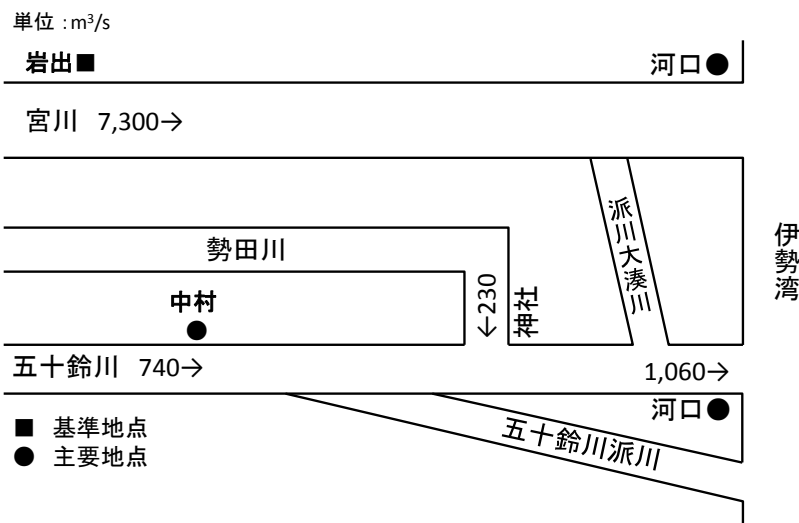 単位：m³/s
岩出■
河口●
宮川 7,300→
派川大湊川
伊勢湾
勢田川
中村
●
←230
神社
五十鈴川 740→
1,060→
河口●
五十鈴川派川
■ 基準地点
● 主要地点